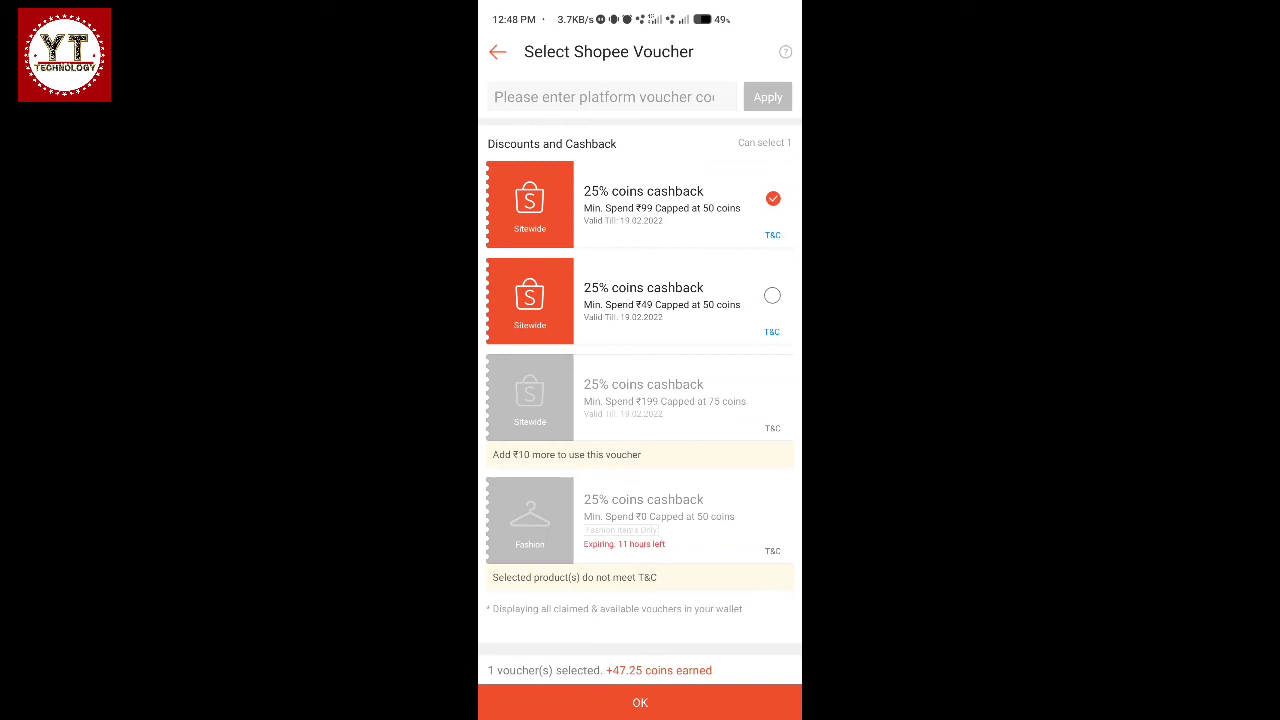 YT
TECHNOLOGY
12:48 PM · 3.7KB/s 4G 49%
Select Shopee Voucher ?
Please enter platform voucher co
Apply
Discounts and Cashback
Can select 1
S
Sitewide
25% coins cashback
Min. Spend ₹99 Capped at 50 coins
Valid Till: 19.02.2022
T&C
S
Sitewide
25% coins cashback
Min. Spend ₹49 Capped at 50 coins
Valid Till: 19.02.2022
T&C
S
Sitewide
25% coins cashback
Min. Spend ₹199 Capped at 75 coins
Valid Till: 19.02.2022
T&C
Add ₹10 more to use this voucher
Fashion
25% coins cashback
Min. Spend ₹0 Capped at 50 coins
Fashion Items Only
Expiring: 11 hours left
T&C
Selected product(s) do not meet T&C
* Displaying all claimed & available vouchers in your wallet
1 voucher(s) selected. +47.25 coins earned
OK